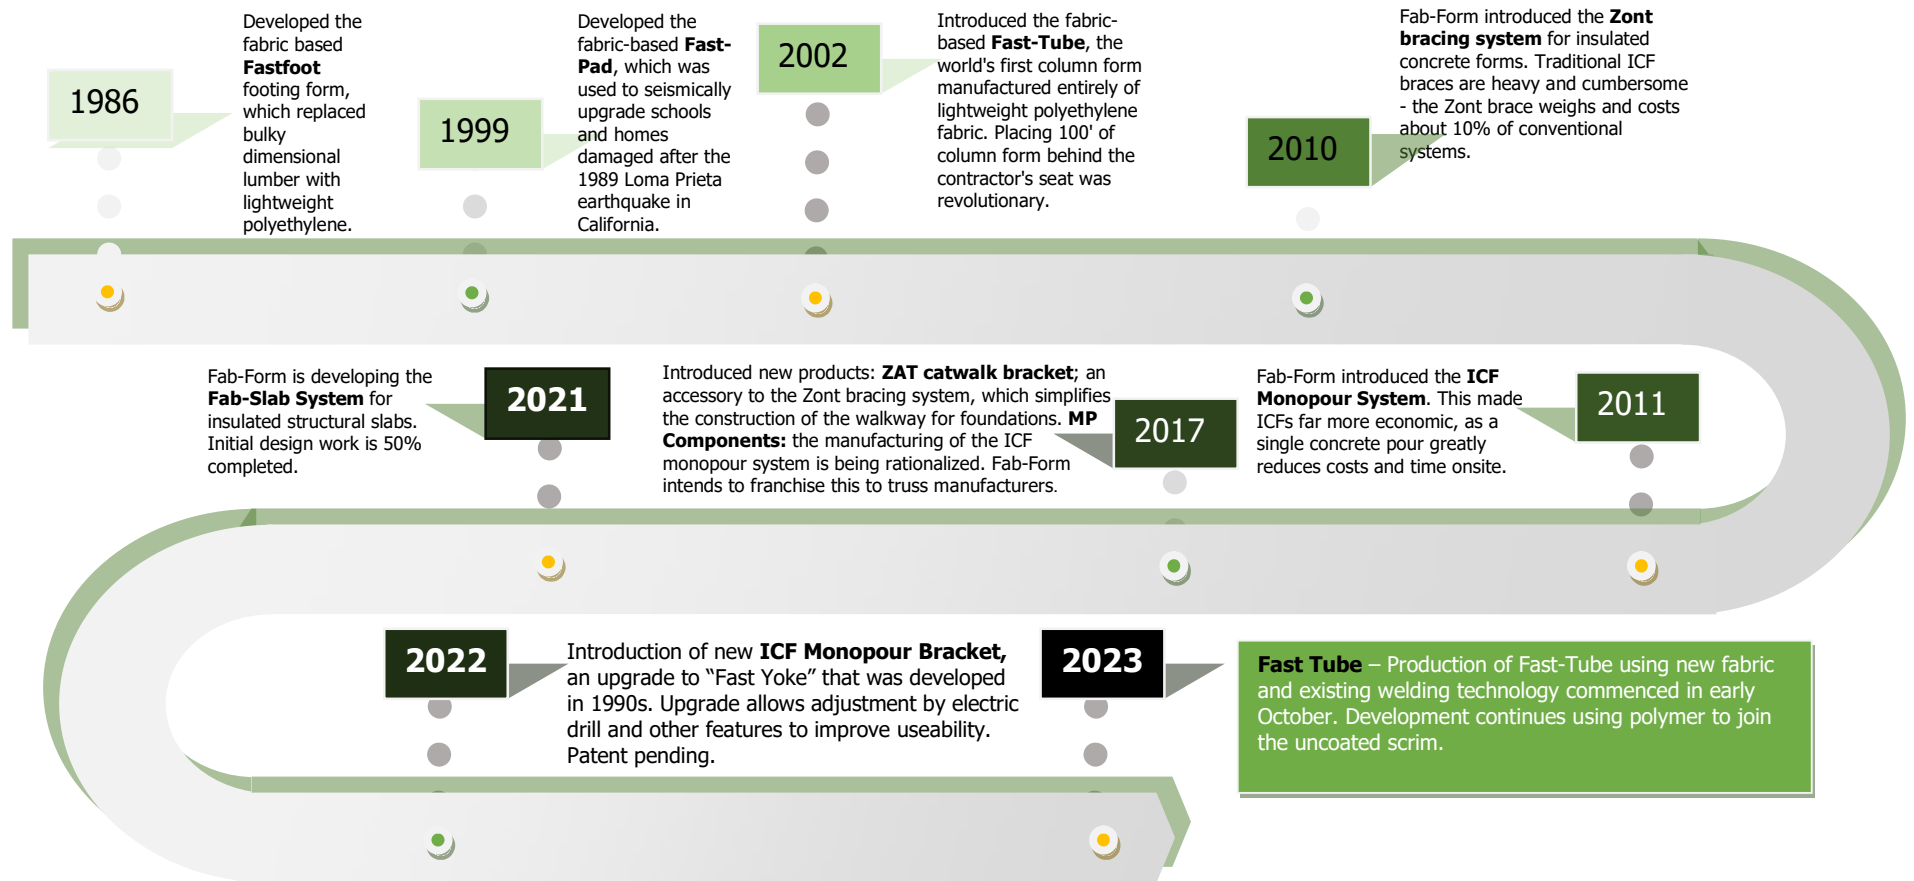 1986
Developed the
fabric based
Fastfoot
footing form,
which replaced
bulky
dimensional
lumber with
lightweight
polyethylene.
1999
Developed the
fabric-based Fast-
Pad, which was
used to seismically
upgrade schools
and homes
damaged after the
1989 Loma Prieta
earthquake in
California.
2002
Introduced the fabric-
based Fast-Tube, the
world's first column form
manufactured entirely of
lightweight polyethylene
fabric. Placing 100' of
column form behind the
contractor's seat was
revolutionary.
2010
Fab-Form introduced the Zont
bracing system for insulated
concrete forms. Traditional ICF
braces are heavy and cumbersome
- the Zont brace weighs and costs
about 10% of conventional
systems.
2011
Fab-Form introduced the ICF
Monopour System. This made
ICFs far more economic, as a
single concrete pour greatly
reduces costs and time onsite.
2017
Introduced new products: ZAT catwalk bracket; an
accessory to the Zont bracing system, which simplifies
the construction of the walkway for foundations. MP
Components: the manufacturing of the ICF
monopour system is being rationalized. Fab-Form
intends to franchise this to truss manufacturers.
2021
Fab-Form is developing the
Fab-Slab System for
insulated structural slabs.
Initial design work is 50%
completed.
2022
Introduction of new ICF Monopour Bracket,
an upgrade to “Fast Yoke” that was developed
in 1990s. Upgrade allows adjustment by electric
drill and other features to improve useability.
Patent pending.
2023
Fast Tube – Production of Fast-Tube using new fabric
and existing welding technology commenced in early
October. Development continues using polymer to join
the uncoated scrim.